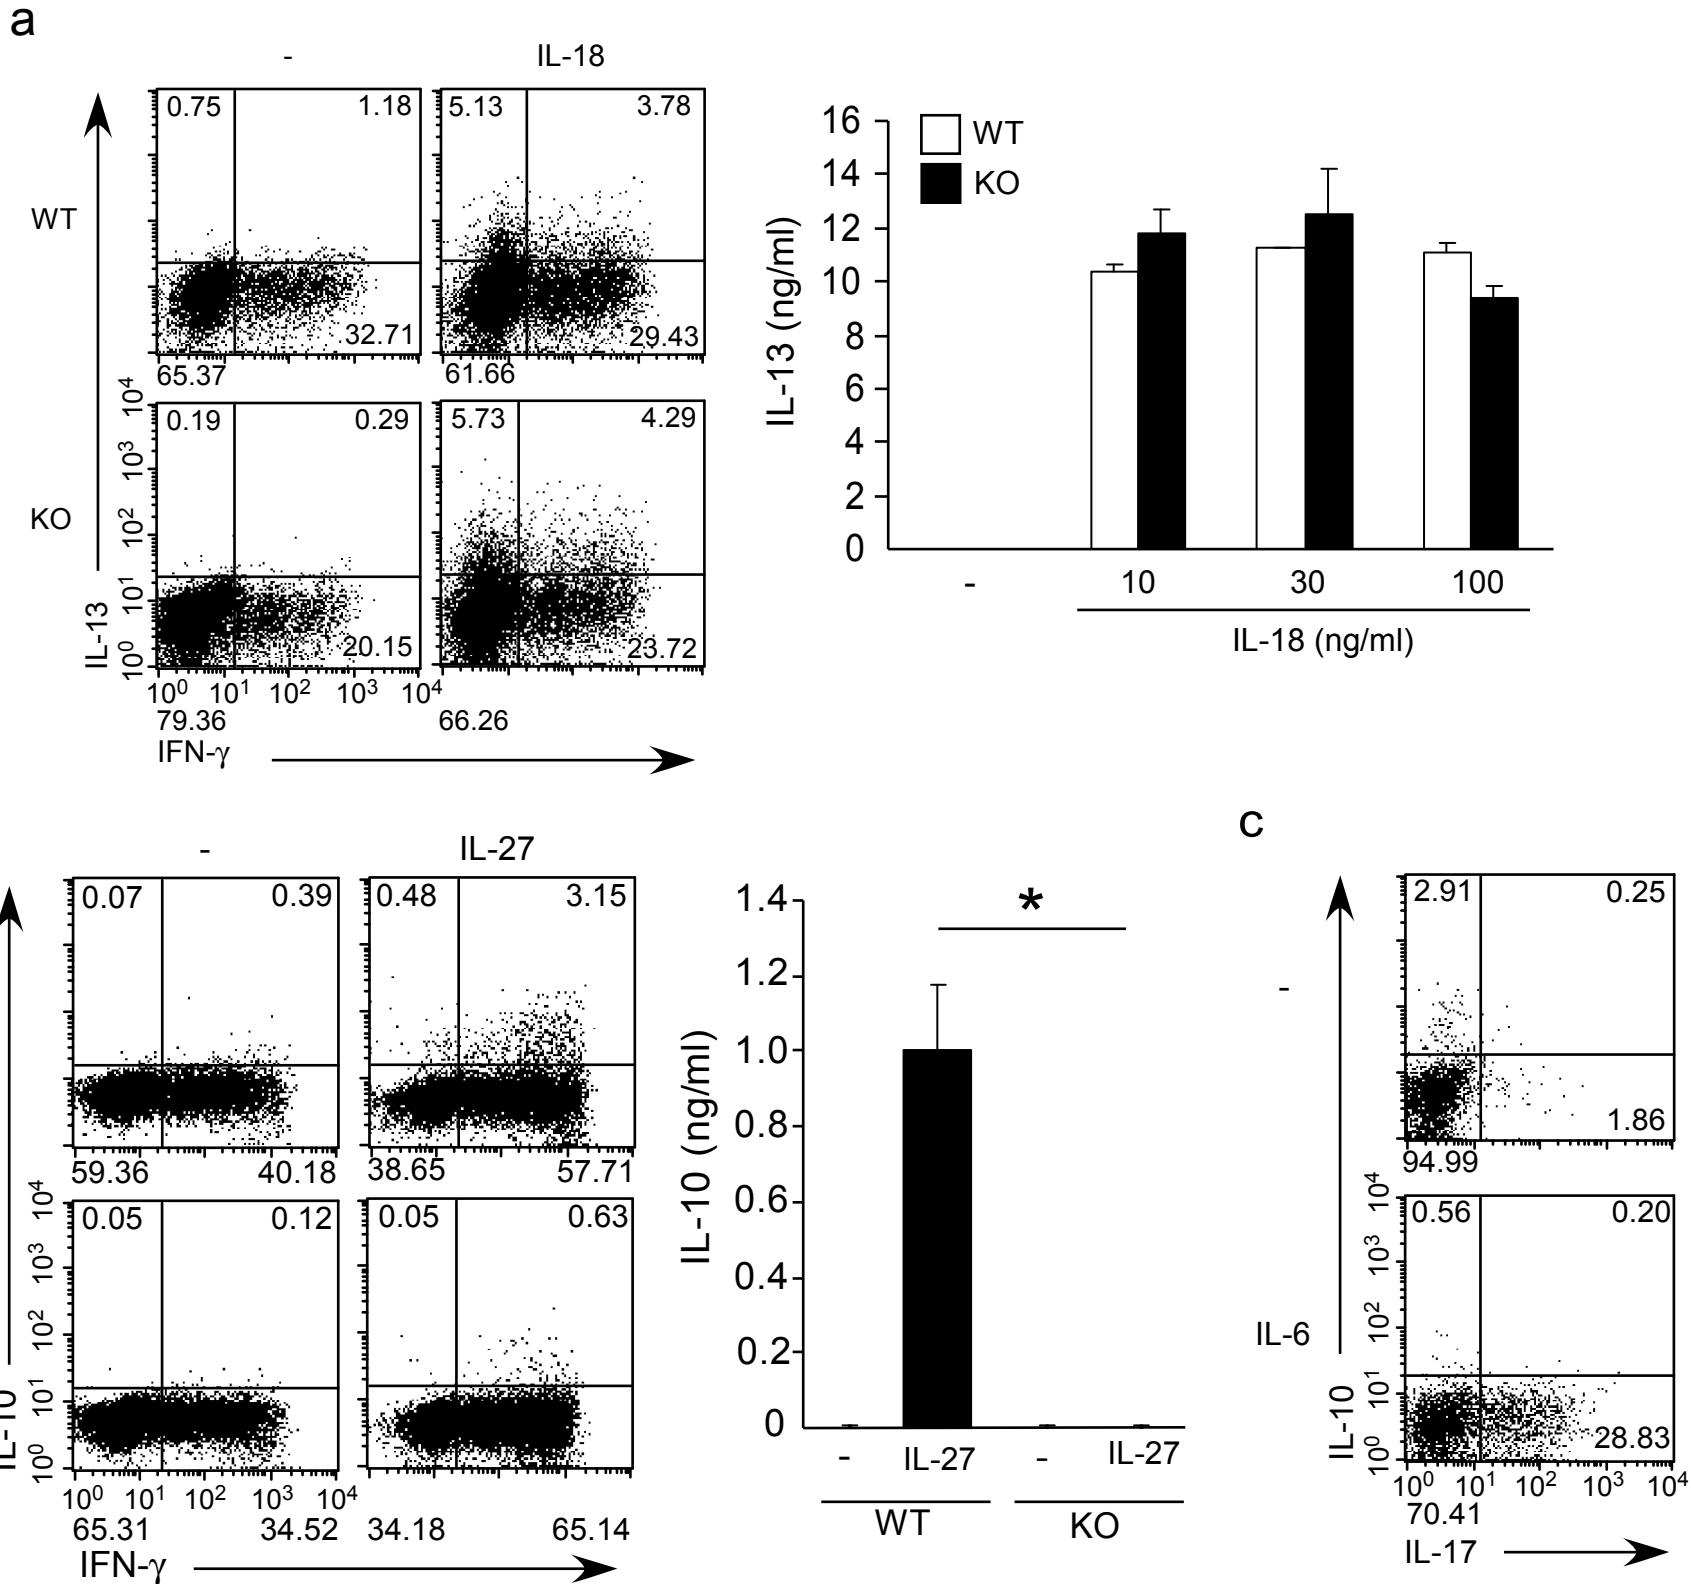 a
- IL-18
WT
0.75 1.18
32.71
65.37
5.13 3.78
29.43
61.66
KO
0.19 0.29
20.15
79.36
5.73 4.29
23.72
66.26
10⁴
10³
10²
10¹
10⁰
IL-13
10⁰ 10¹ 10² 10³ 10⁴
IFN-γ
IL-13 (ng/ml)
16
14
12
10
8
6
4
2
0
WT
KO
- 10 30 100
IL-18 (ng/ml)
- IL-27
0.07 0.39
59.36 40.18
0.48 3.15
38.65 57.71
0.05 0.12
65.31 34.52
0.05 0.63
34.18 65.14
10⁴
10³
10²
10¹
10⁰
IL-10
10⁰ 10¹ 10² 10³ 10⁴
IFN-γ
IL-10 (ng/ml)
1.4
1.2
1.0
0.8
0.6
0.4
0.2
0
*
- IL-27 - IL-27
WT KO
c
-
2.91 0.25
1.86
94.99
IL-6
0.56 0.20
28.83
70.41
10⁴
10³
10²
10¹
10⁰
IL-10
10⁰ 10¹ 10² 10³ 10⁴
IL-17